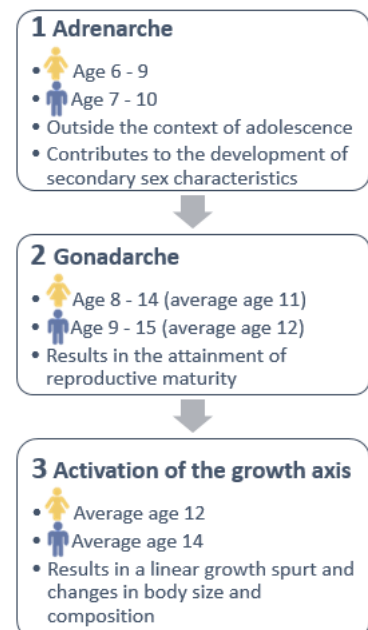 1 Adrenarche
• Age 6 - 9
• Age 7 - 10
• Outside the context of adolescence
• Contributes to the development of
secondary sex characteristics
2 Gonadarche
• Age 8 - 14 (average age 11)
• Age 9 - 15 (average age 12)
• Results in the attainment of
reproductive maturity
3 Activation of the growth axis
• Average age 12
• Average age 14
• Results in a linear growth spurt and
changes in body size and
composition